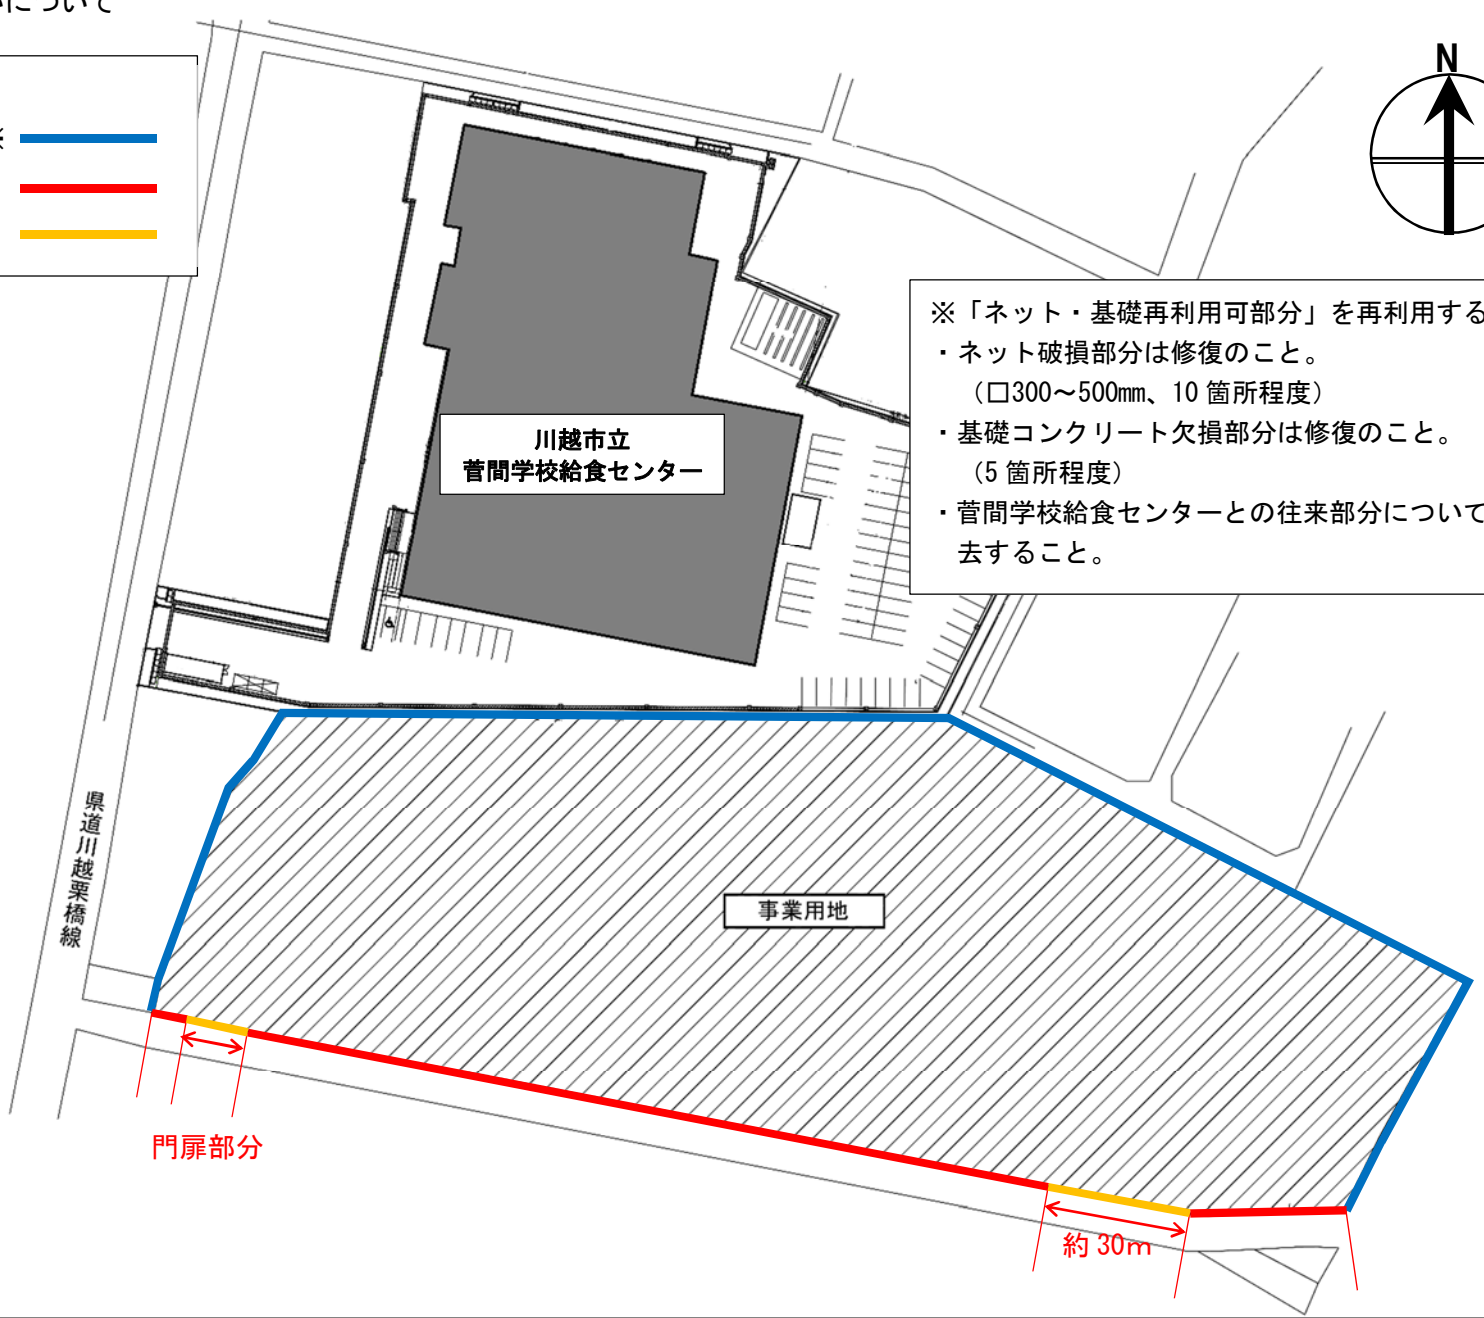 について
※
N
※「ネット・基礎再利用可部分」を再利用する
・ネット破損部分は修復のこと。
（□300～500㎜、10 箇所程度）
・基礎コンクリート欠損部分は修復のこと。
（5 箇所程度）
・菅間学校給食センターとの往来部分について
去すること。
川越市立
菅間学校給食センター
県道川越栗橋線
事業用地
門扉部分
約 30ｍ